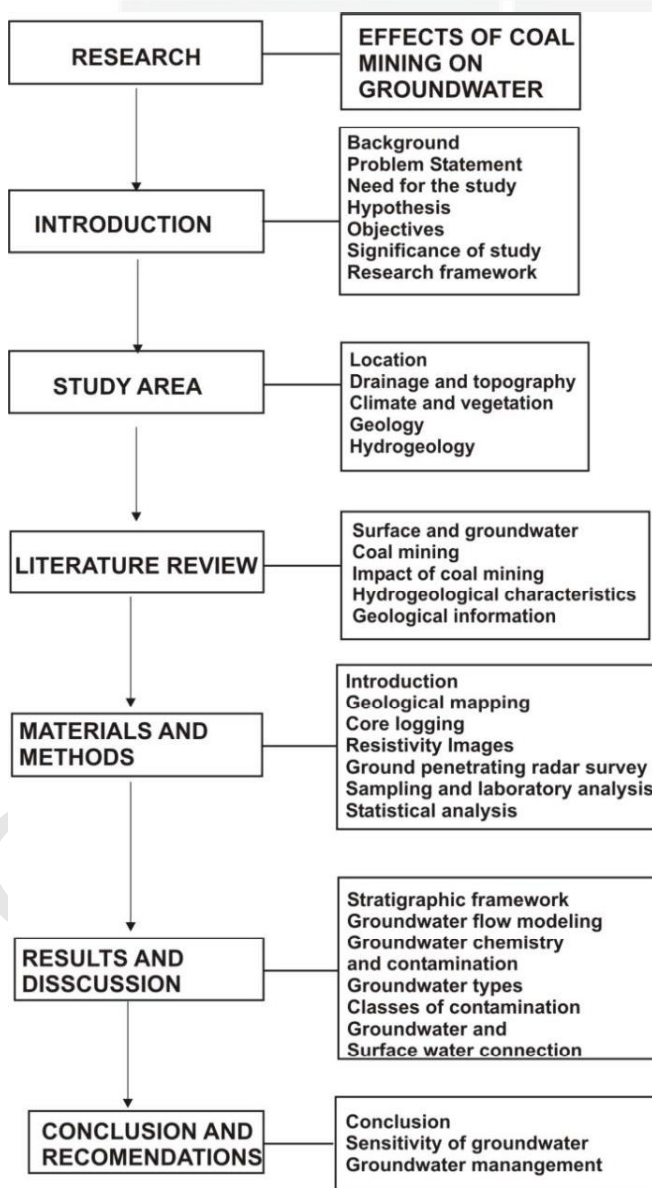 RESEARCH
EFFECTS OF COAL
MINING ON
GROUNDWATER
INTRODUCTION
Background
Problem Statement
Need for the study
Hypothesis
Objectives
Significance of study
Research framework
STUDY AREA
Location
Drainage and topography
Climate and vegetation
Geology
Hydrogeology
LITERATURE REVIEW
Surface and groundwater
Coal mining
Impact of coal mining
Hydrogeological characteristics
Geological information
MATERIALS AND
METHODS
Introduction
Geological mapping
Core logging
Resistivity Images
Ground penetrating radar survey
Sampling and laboratory analysis
Statistical analysis
RESULTS AND
DISSCUSSION
Stratigraphic framework
Groundwater flow modeling
Groundwater chemistry
and contamination
Groundwater types
Classes of contamination
Groundwater and
Surface water connection
CONCLUSION AND
RECOMENDATIONS
Conclusion
Sensitivity of groundwater
Groundwater manangement